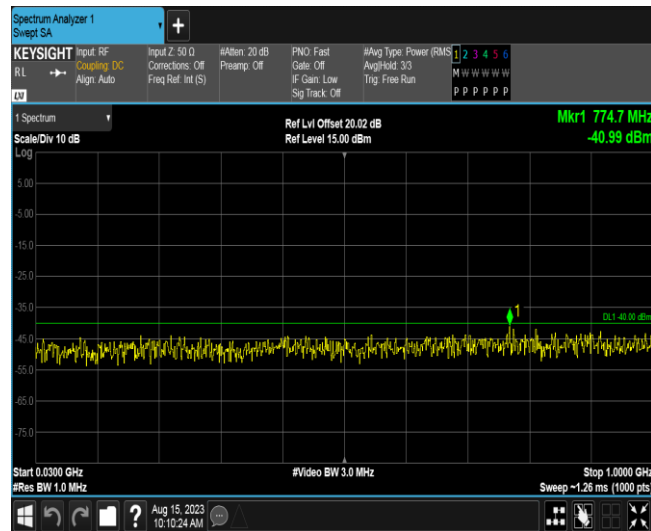 Spectrum Analyzer 1
Swept SA
KEYSIGHT
RL
LXI
Input: RF
Coupling: DC
Align: Auto
Input Z: 50 Ω
Corrections: Off
Freq Ref: Int (S)
#Atten: 20 dB
Preamp: Off
PNO: Fast
Gate: Off
IF Gain: Low
Sig Track: Off
#Avg Type: Power (RMS
Avg|Hold: 3/3
Trig: Free Run
1 2 3 4 5 6
M W W W W W
P P P P P P
1 Spectrum
Scale/Div 10 dB
Log
Ref Lvl Offset 20.02 dB
Ref Level 15.00 dBm
Mkr1 774.7 MHz
-40.99 dBm
5.00
-5.00
-15.0
-25.0
-35.0
1
DL1 -40.00 dBm
-45.0
-55.0
-65.0
-75.0
Start 0.0300 GHz
#Video BW 3.0 MHz
Stop 1.0000 GHz
#Res BW 1.0 MHz
Sweep ~1.26 ms (1000 pts)
Aug 15, 2023
10:10:24 AM